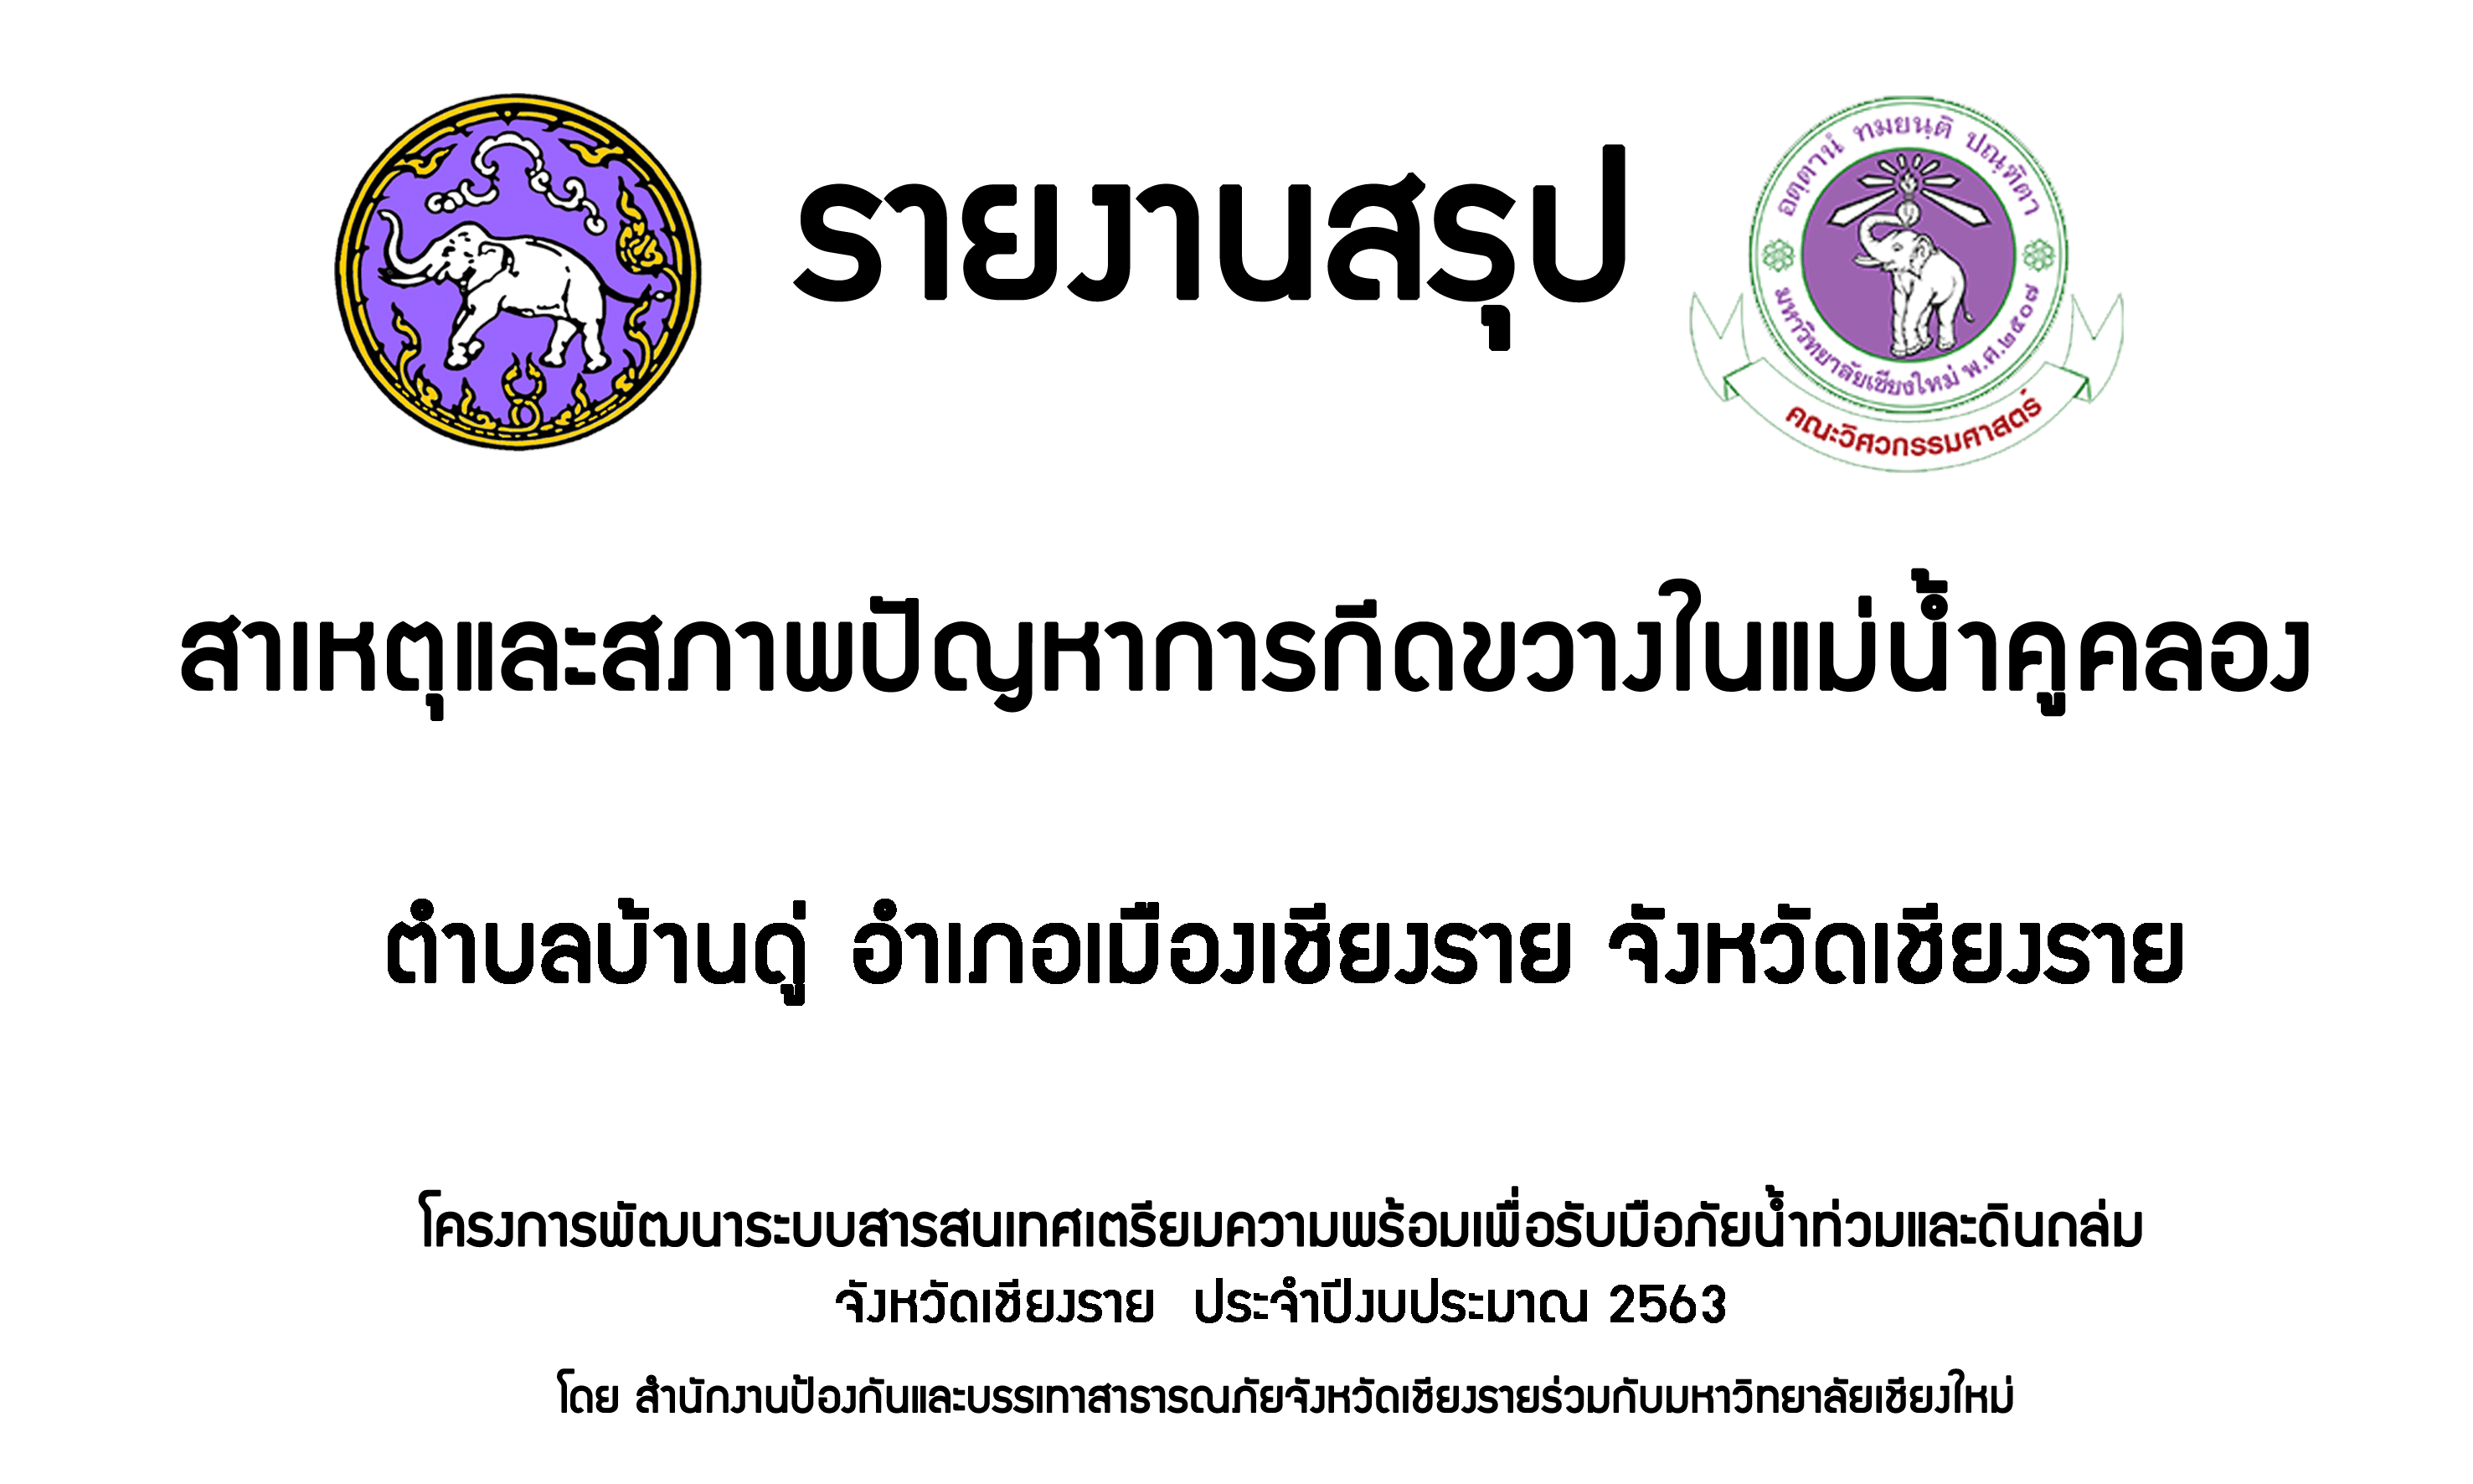 รายงานสรุป
อตฺตานํ ทมยนฺติ ปณฺฑิตา
มหาวิทยาลัยเชียงใหม่ พ.ศ.๒๕๐๗
คณะวิศวกรรมศาสตร์
สาเหตุและสภาพปัญหาการกีดขวางในแม่น้ำคูคลอง
ตำบลบ้านดู่ อำเภอเมืองเชียงราย จังหวัดเชียงราย
โครงการพัฒนาระบบสารสนเทศเตรียมความพร้อมเพื่อรับมือภัยน้ำท่วมและดินถล่ม
จังหวัดเชียงราย ประจำปีงบประมาณ 2563
โดย สำนักงานป้องกันและบรรเทาสาธารณภัยจังหวัดเชียงรายร่วมกับมหาวิทยาลัยเชียงใหม่